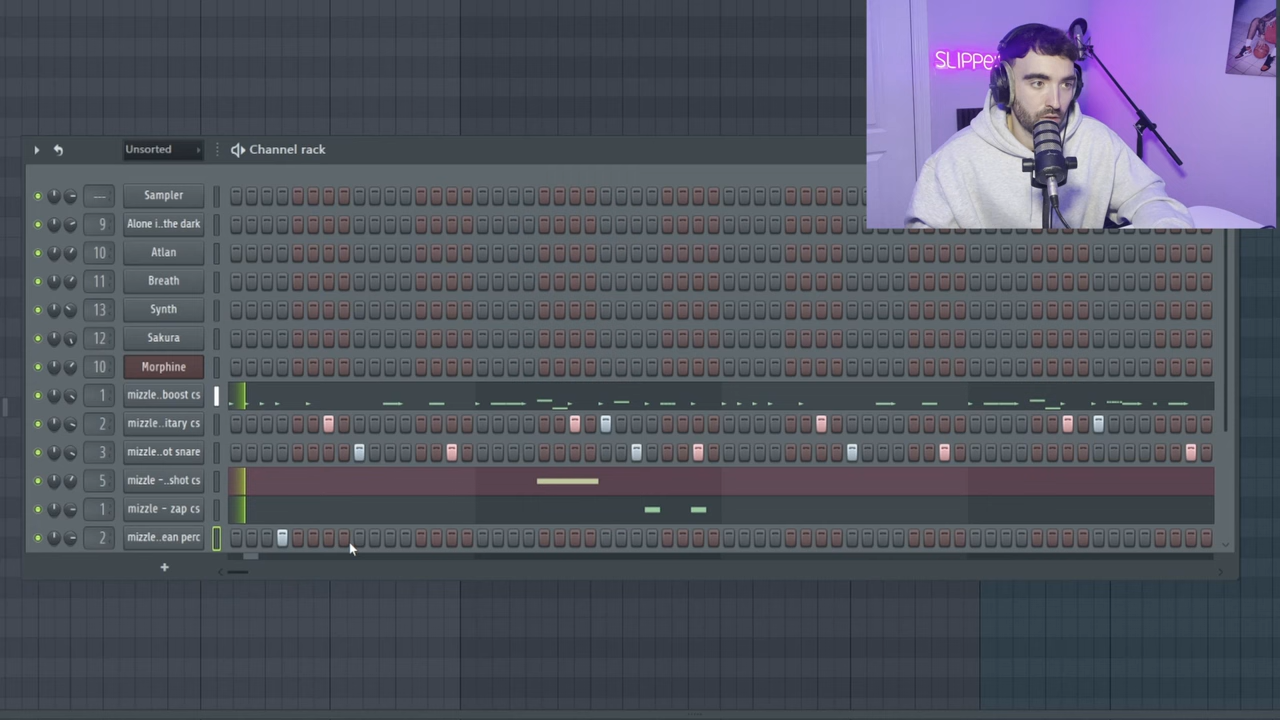 SLIPPe
Unsorted
Channel rack
--- Sampler
9 Alone i..the dark
10 Atlan
11 Breath
13 Synth
12 Sakura
10 Morphine
1 mizzle..boost cs
2 mizzle..itary cs
3 mizzle..ot snare
5 mizzle -..shot cs
1 mizzle - zap cs
2 mizzle..ean perc
+